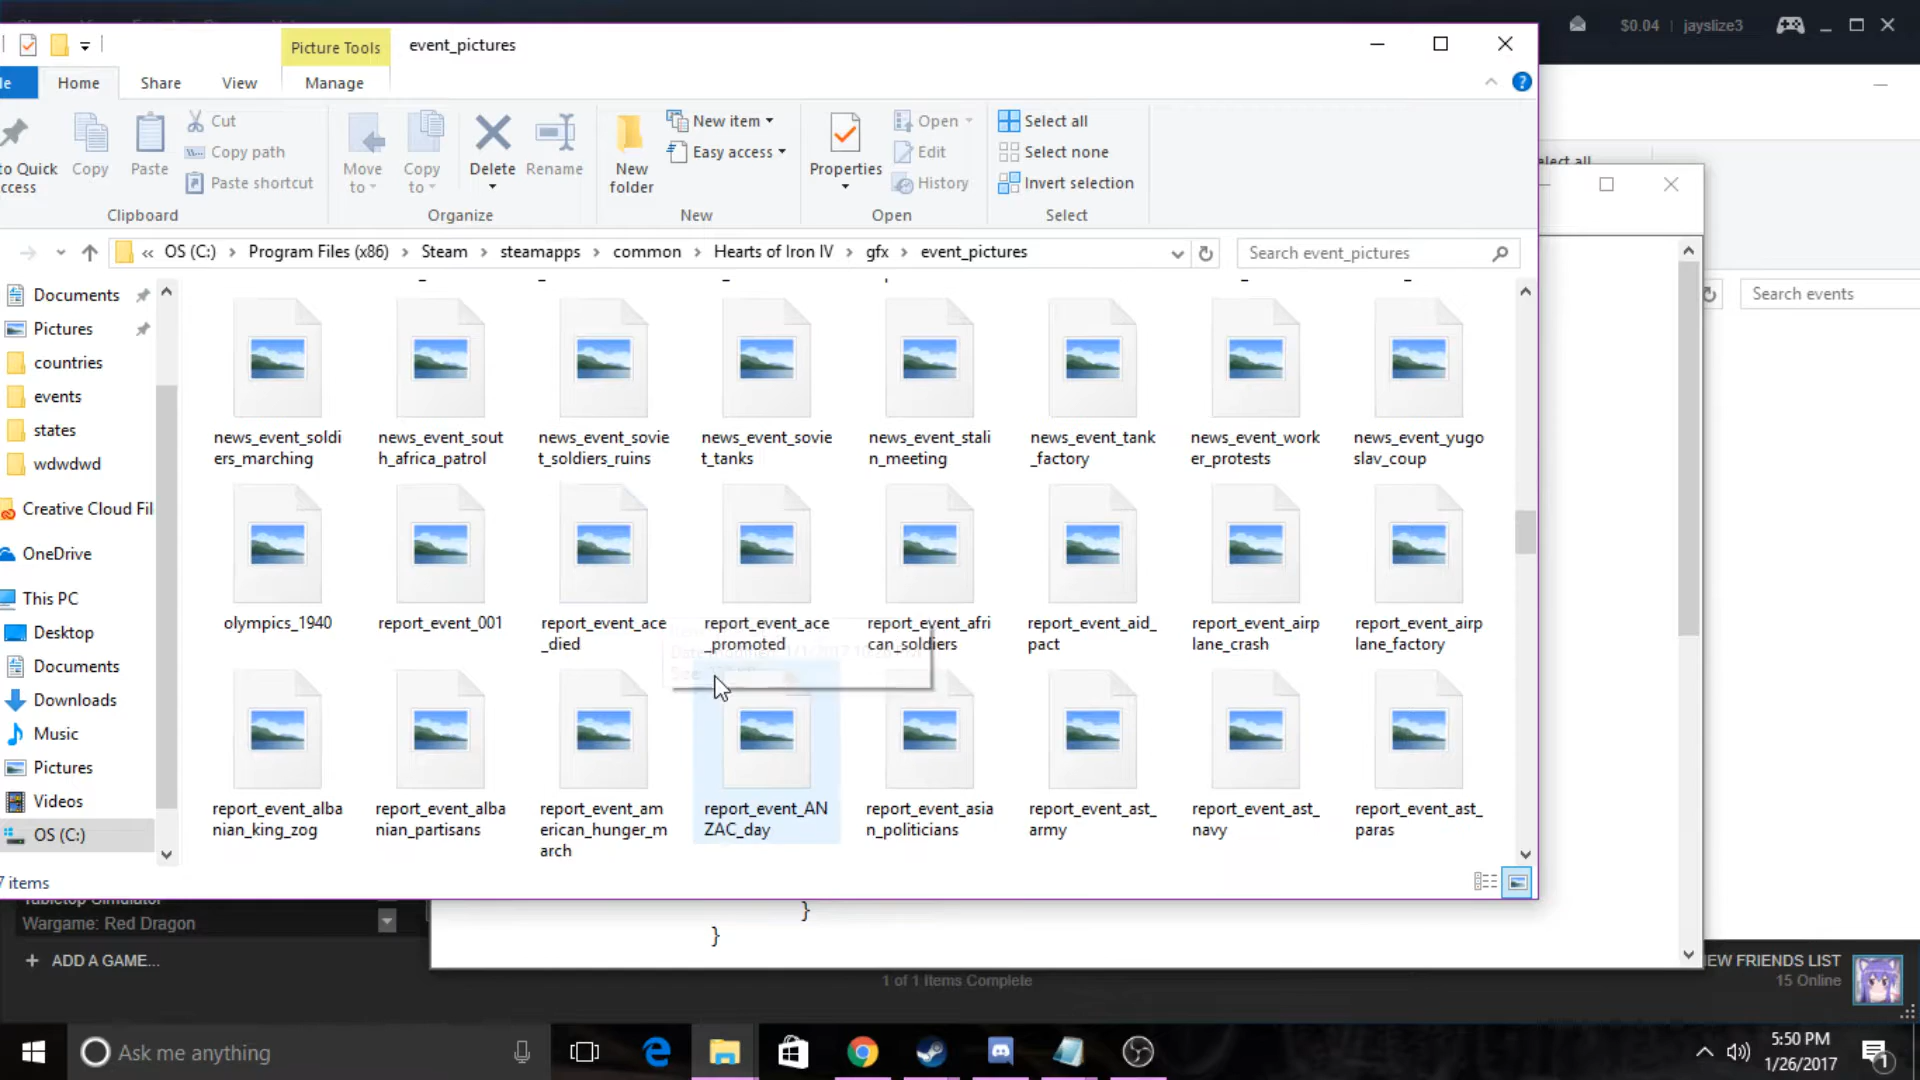 $0.04 | jayslize3
Picture Tools
event_pictures
le
Home
Share
View
Manage
to Quick
ccess
Copy
Paste
Cut
Copy path
Paste shortcut
Clipboard
Move
to
Copy
to
Delete
Rename
Organize
New
folder
New item
Easy access
New
Properties
Open
Edit
History
Open
Select all
Select none
Invert selection
Select
elect all
« OS (C:) > Program Files (x86) > Steam > steamapps > common > Hearts of Iron IV > gfx > event_pictures
Search event_pictures
Search events
Documents
Pictures
countries
events
states
wdwdwd
Creative Cloud Fil
OneDrive
This PC
Desktop
Documents
Downloads
Music
Pictures
Videos
OS (C:)
news_event_soldi
ers_marching
news_event_sout
h_africa_patrol
news_event_sovie
t_soldiers_ruins
news_event_sovie
t_tanks
news_event_stali
n_meeting
news_event_tank
_factory
news_event_work
er_protests
news_event_yugo
slav_coup
olympics_1940
report_event_001
report_event_ace
_died
report_event_ace
_promoted
report_event_afri
can_soldiers
report_event_aid_
pact
report_event_airp
lane_crash
report_event_airp
lane_factory
report_event_alba
nian_king_zog
report_event_alba
nian_partisans
report_event_am
erican_hunger_m
arch
report_event_AN
ZAC_day
report_event_asia
n_politicians
report_event_ast_
army
report_event_ast_
navy
report_event_ast_
paras
7 items
Tabletop Simulator
Wargame: Red Dragon
+ ADD A GAME...
}
}
1 of 1 Items Complete
IEW FRIENDS LIST
15 Online
Ask me anything
5:50 PM
1/26/2017
1